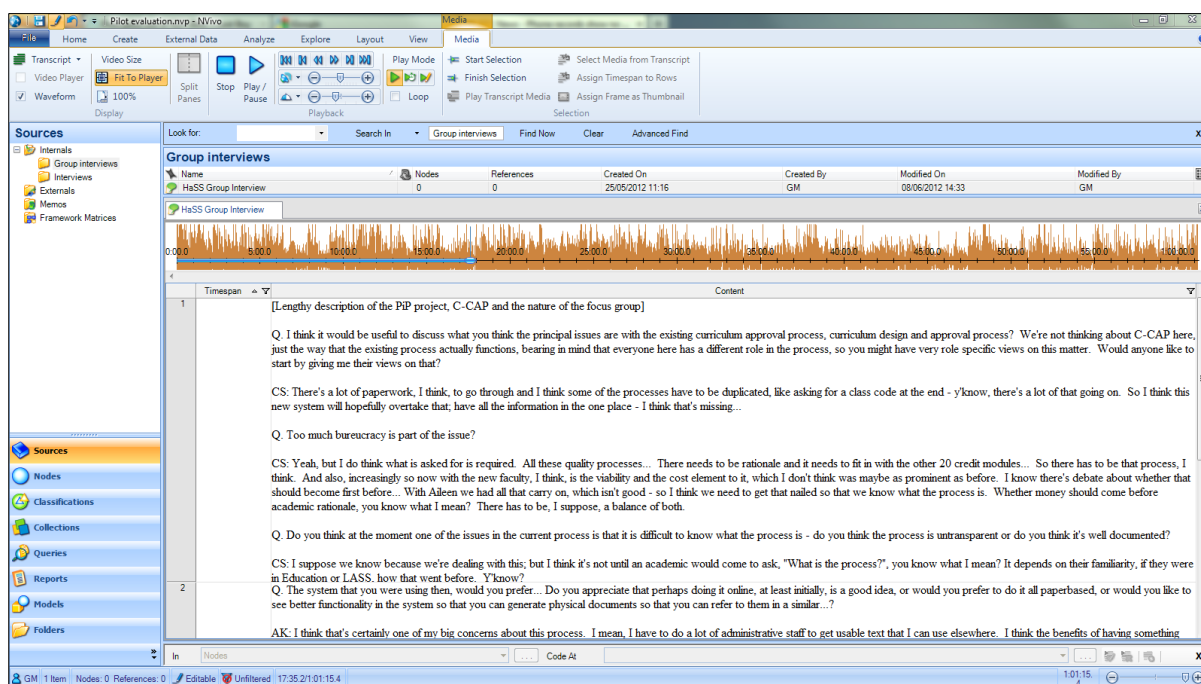 Pilot evaluation.nvp - NVivo
Media
File Home Create External Data Analyze Explore Layout View Media
Transcript Video Size Play Mode Start Selection Select Media from Transcript
Video Player Fit To Player Split Panes Stop Play / Pause Finish Selection Assign Timespan to Rows
Waveform 100% Loop Play Transcript Media Assign Frame as Thumbnail
Display Playback Selection
Sources
Internals
Group interviews
Interviews
Externals
Memos
Framework Matrices
Look for: Search In Group interviews Find Now Clear Advanced Find x
Group interviews
Name Nodes References Created On Created By Modified On Modified By
HaSS Group Interview 0 0 25/05/2012 11:16 GM 08/06/2012 14:33 GM
HaSS Group Interview
0:00.0 5:00.0 10:00.0 15:00.0 20:00.0 25:00.0 30:00.0 35:00.0 40:00.0 45:00.0 50:00.0 55:00.0 1:00:00.0
Timespan Content
1
[Lengthy description of the PiP project, C-CAP and the nature of the focus group]
Q. I think it would be useful to discuss what you think the principal issues are with the existing curriculum approval process, curriculum design and approval process? We're not thinking about C-CAP here,
just the way that the existing process actually functions, bearing in mind that everyone here has a different role in the process, so you might have very role specific views on this matter. Would anyone like to
start by giving me their views on that?
CS: There's a lot of paperwork, I think, to go through and I think some of the processes have to be duplicated, like asking for a class code at the end - y'know, there's a lot of that going on. So I think this
new system will hopefully overtake that; have all the information in the one place - I think that's missing...
Q. Too much bureaucracy is part of the issue?
CS: Yeah, but I do think what is asked for is required. All these quality processes... There needs to be rationale and it needs to fit in with the other 20 credit modules... So there has to be that process, I
think. And also, increasingly so now with the new faculty, I think, is the viability and the cost element to it, which I don't think was maybe as prominent as before. I know there's debate about whether that
should become first before... With Aileen we had all that carry on, which isn't good - so I think we need to get that nailed so that we know what the process is. Whether money should come before
academic rationale, you know what I mean? There has to be, I suppose, a balance of both.
Q. Do you think at the moment one of the issues in the current process is that it is difficult to know what the process is - do you think the process is untransparent or do you think it's well documented?
CS: I suppose we know because we're dealing with this; but I think it's not until an academic would come to ask, "What is the process?", you know what I mean? It depends on their familiarity, if they were
in Education or LASS, how that went before. Y'know?
2
Q. The system that you were using then, would you prefer... Do you appreciate that perhaps doing it online, at least initially, is a good idea, or would you prefer to do it all paperbased, or would you like to
see better functionality in the system so that you can generate physical documents so that you can refer to them in a similar...?
AK: I think that's certainly one of my big concerns about this process. I mean, I have to do a lot of administrative staff to get usable text that I can use elsewhere. I think the benefits of having something
Sources
Nodes
Classifications
Collections
Queries
Reports
Models
Folders
In Nodes ... Code At ... x
GM 1 Item Nodes: 0 References: 0 Editable Unfiltered 17:35.2/1:01:15.4 1:01:15.
4